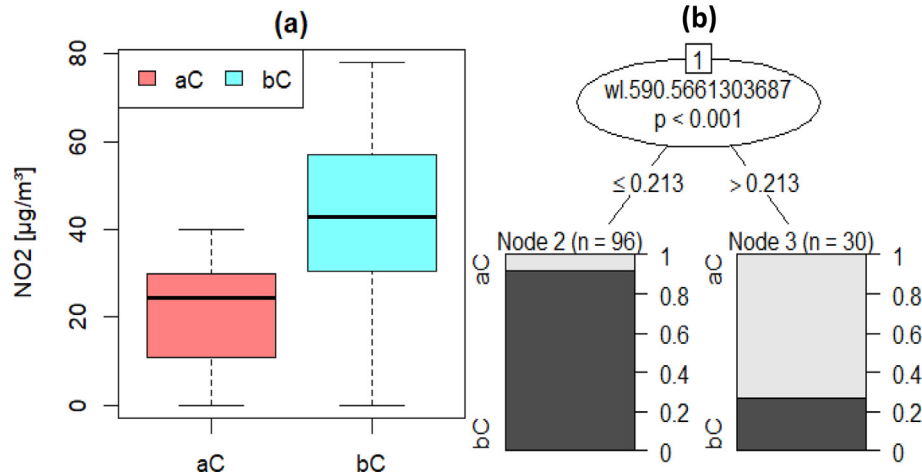 (a)
NO2 [µg/m³]
80
60
40
20
0
aC bC
aC bC
(b)
1
wl.590.5661303687
p < 0.001
≤ 0.213 > 0.213
Node 2 (n = 96) Node 3 (n = 30)
aC
bC
1
0.8
0.6
0.4
0.2
0
aC
bC
1
0.8
0.6
0.4
0.2
0